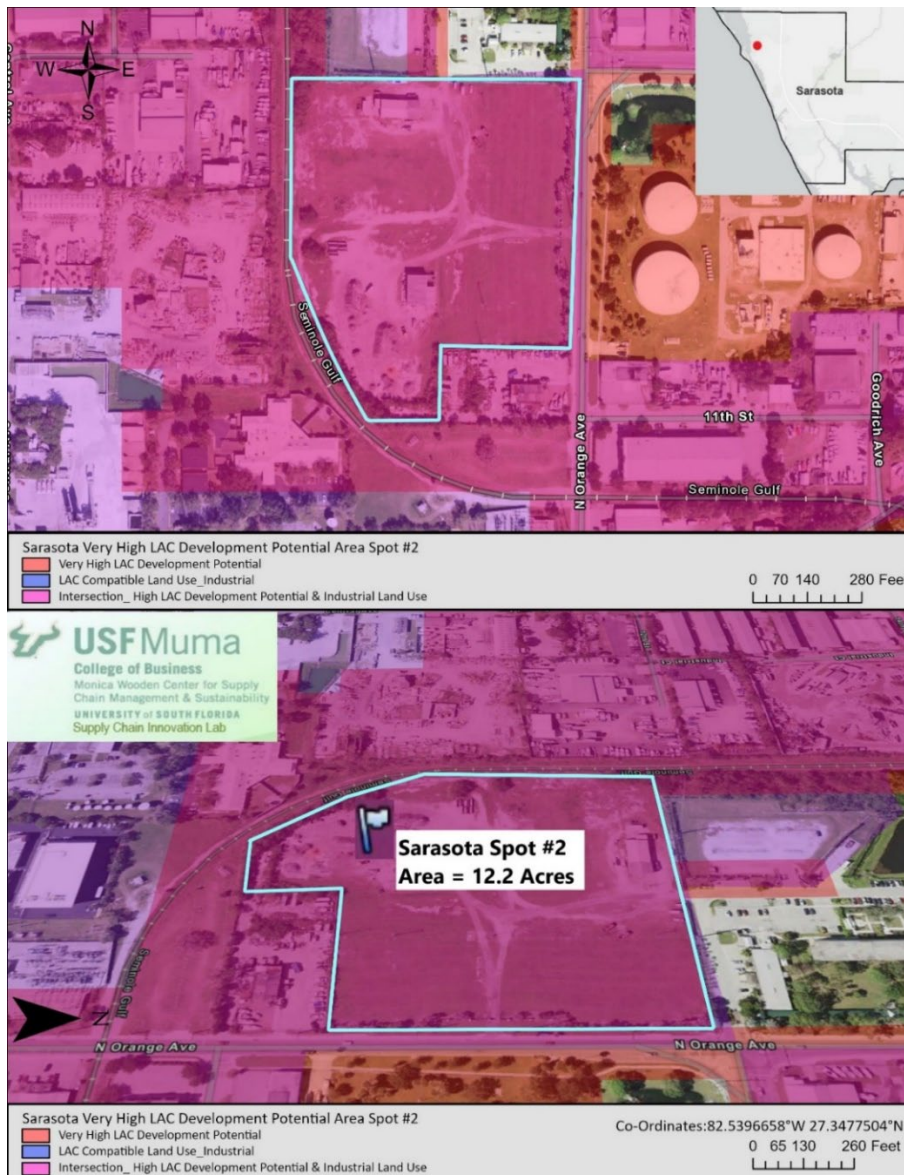 N
W E
S
Sarasota
Seminole Gulf
N Orange Ave
11th St
Goodrich Ave
Seminole Gulf
Sarasota Very High LAC Development Potential Area Spot #2
Very High LAC Development Potential
LAC Compatible Land Use_Industrial
Intersection_ High LAC Development Potential & Industrial Land Use
0 70 140 280 Feet
USF Muma
College of Business
Monica Wooden Center for Supply
Chain Management & Sustainability
UNIVERSITY of SOUTH FLORIDA
Supply Chain Innovation Lab
Sarasota Spot #2
Area = 12.2 Acres
Seminole Gulf
N
N Orange Ave N Orange Ave
Sarasota Very High LAC Development Potential Area Spot #2
Very High LAC Development Potential
LAC Compatible Land Use_Industrial
Intersection_ High LAC Development Potential & Industrial Land Use
Co-Ordinates:82.5396658°W 27.3477504°N
0 65 130 260 Feet